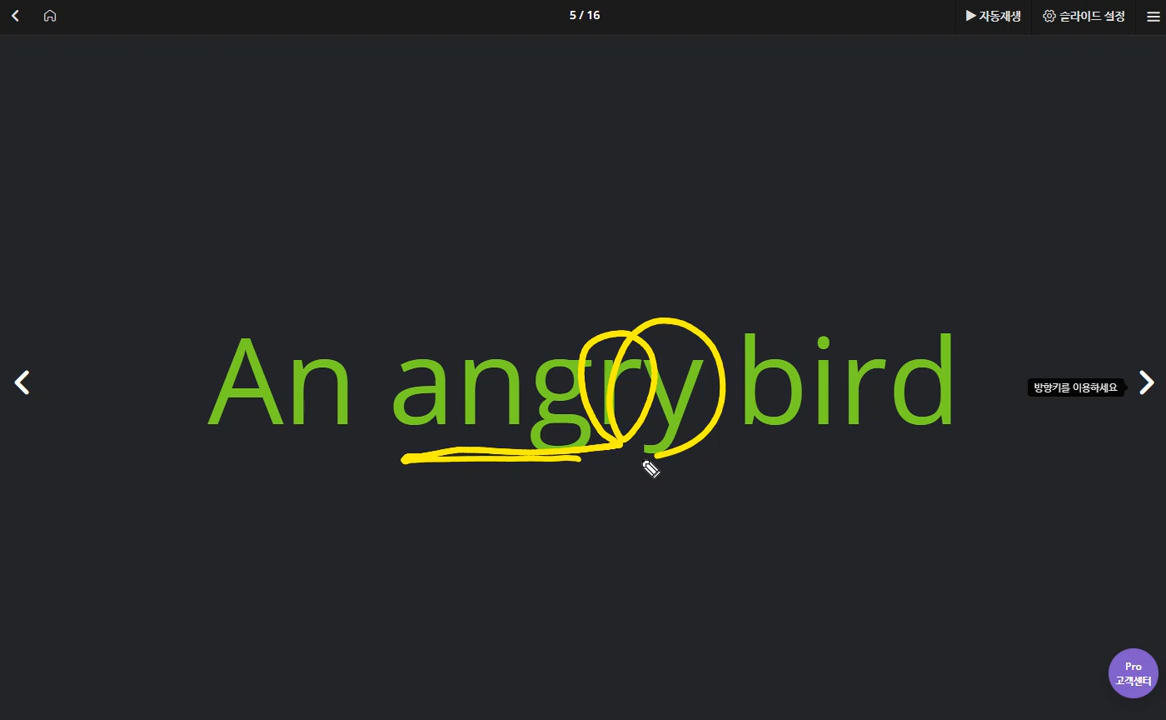 5 / 16
▶ 자동재생
슬라이드 설정
An angry bird
방향키를 이용하세요
Pro
고객센터